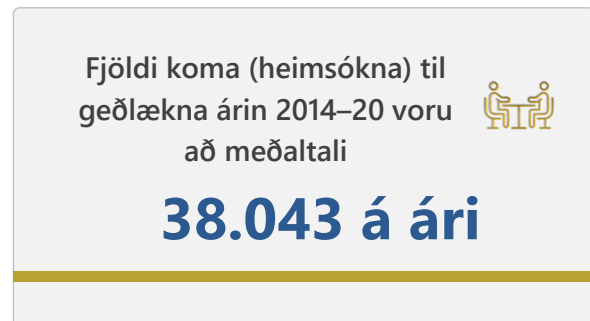 Fjöldi koma (heimsókna) til
geðlækna árin 2014–20 voru
að meðaltali
38.043 á ári